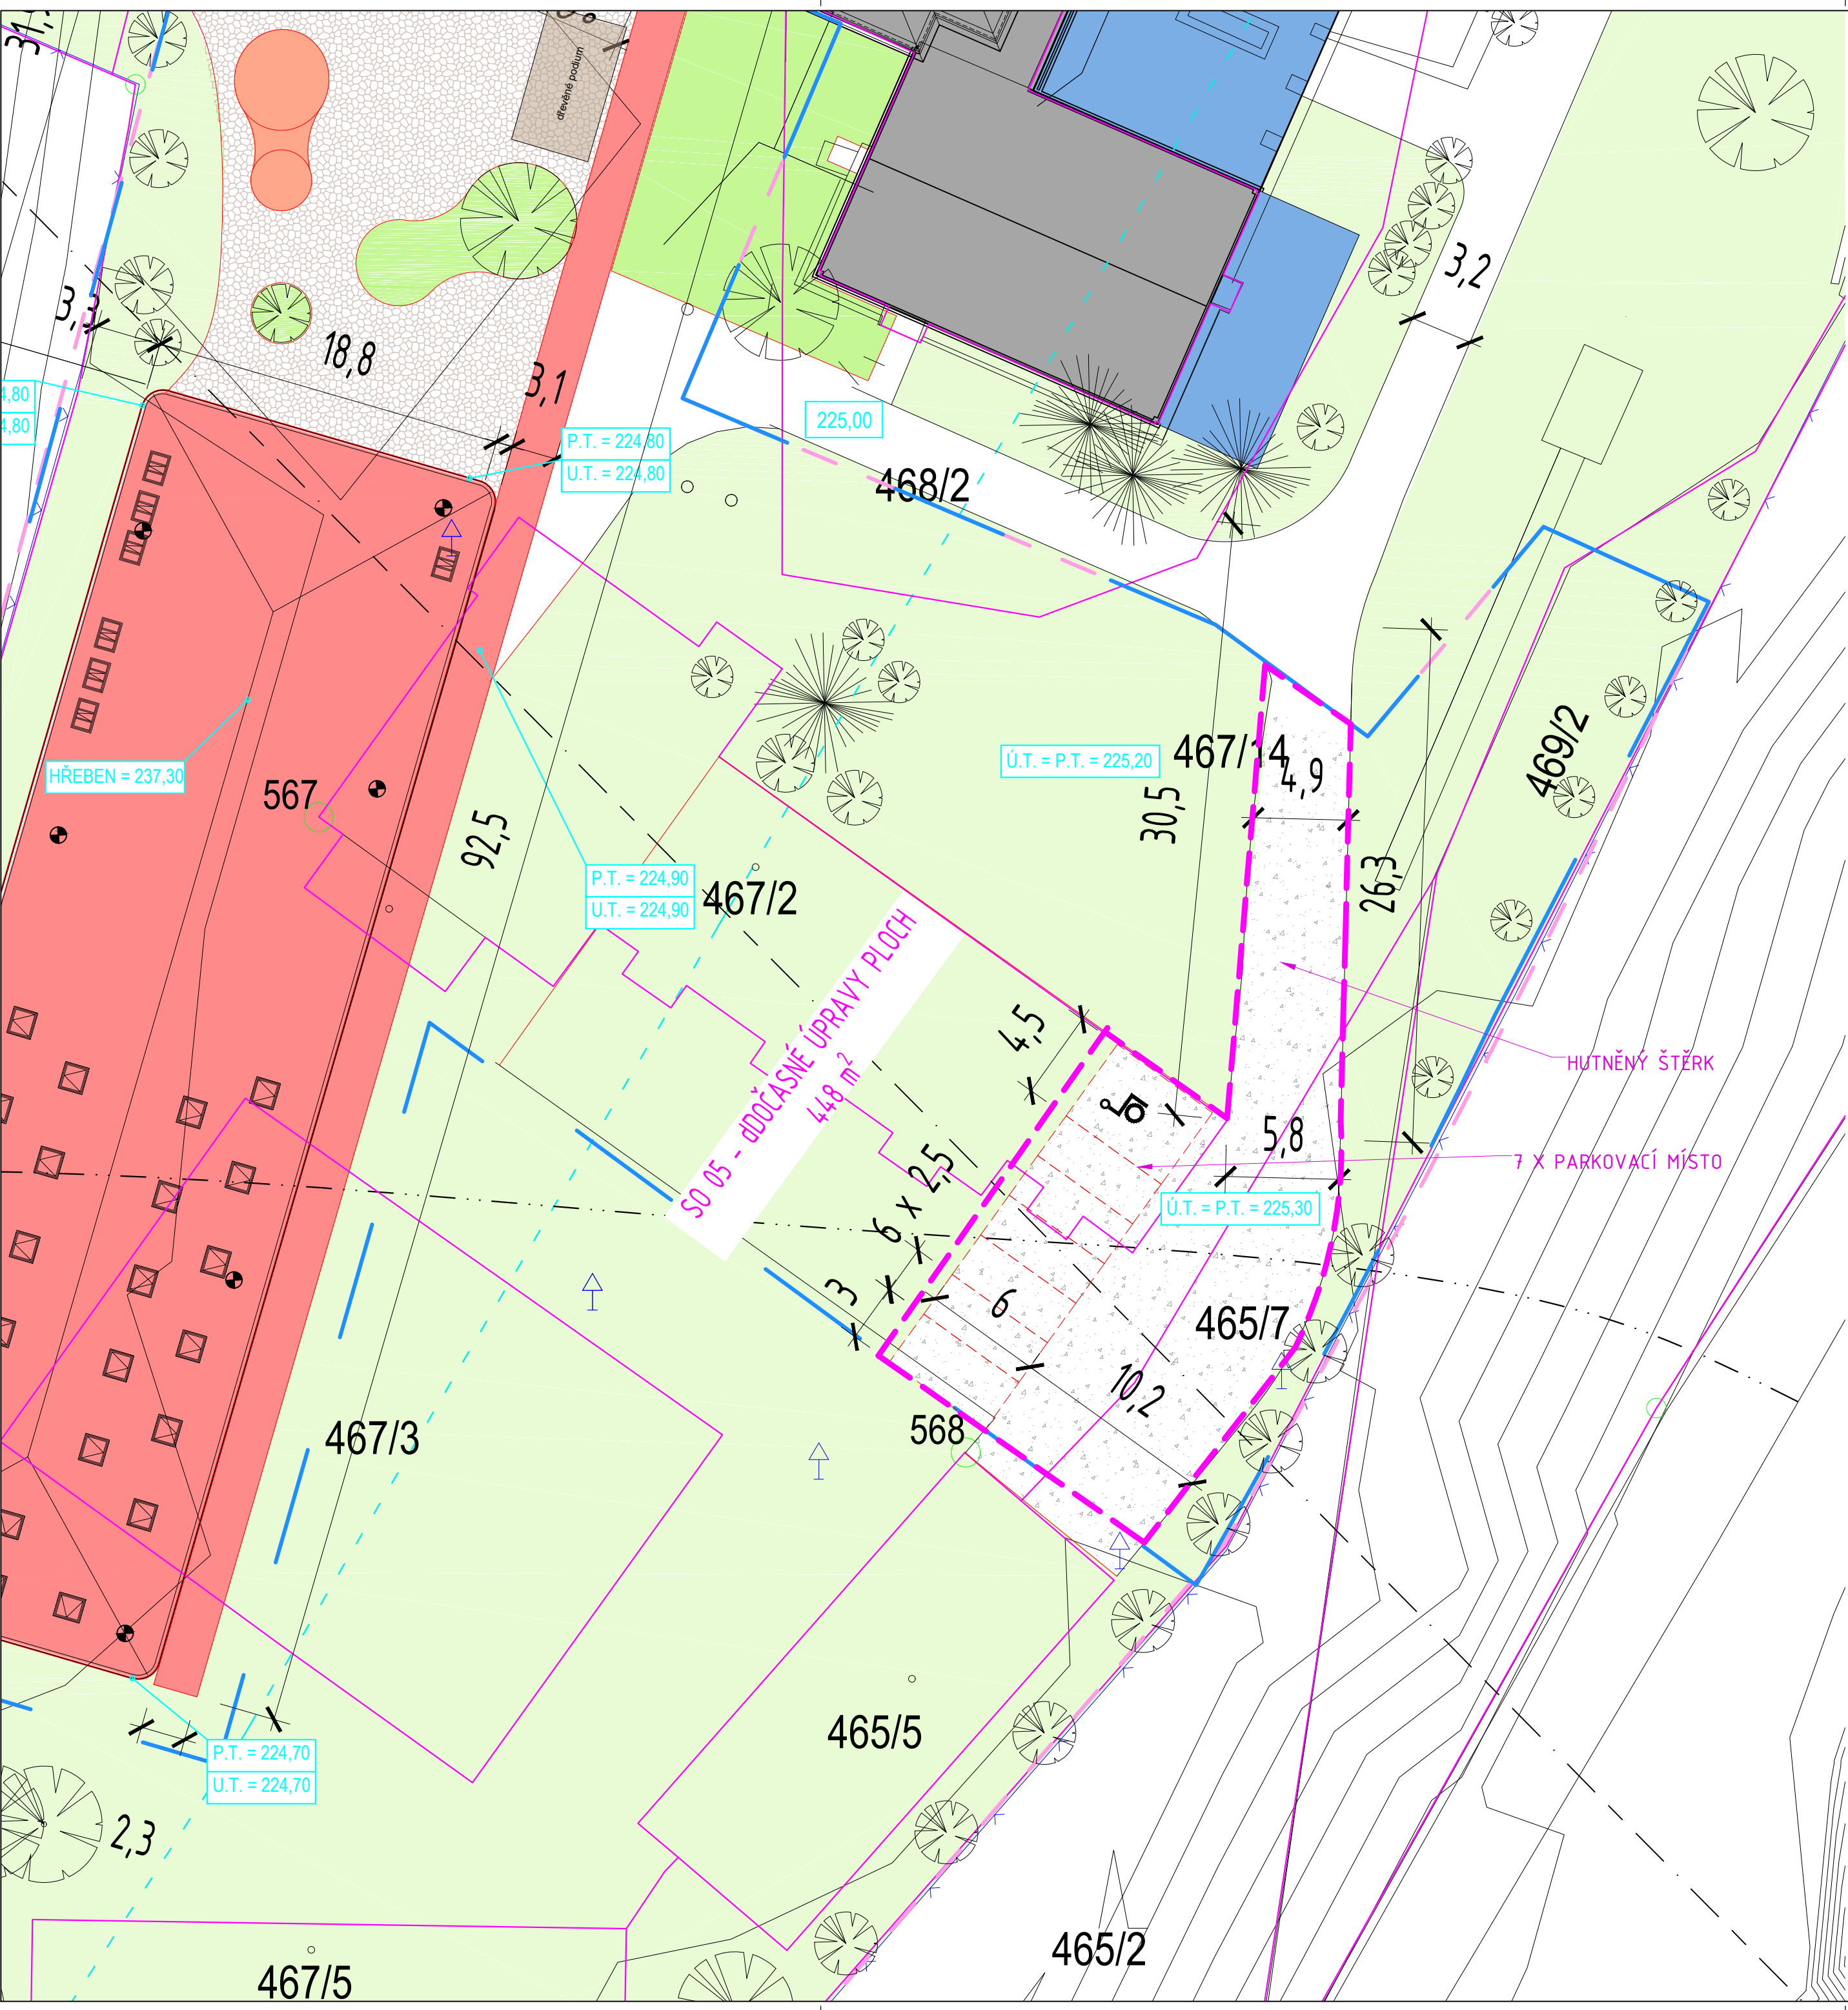 dřevěné podium
3,2
18,8
3,1
4,80
4,80
P.T. = 224,80
U.T. = 224,80
225,00
468/2
HŘEBEN = 237,30
567
92,5
P.T. = 224,90
U.T. = 224,90
467/2
Ú.T. = P.T. = 225,20
467/14
4,9
30,5
26,3
469/2
SO 05 - dDOČASNÉ ÚPRAVY PLOCH
448 m²
4,5
HUTNĚNÝ ŠTĚRK
5,8
7 X PARKOVACÍ MÍSTO
6 x 2,5
Ú.T. = P.T. = 225,30
3
6
465/7
10,2
568
467/3
465/5
P.T. = 224,70
U.T. = 224,70
2,3
465/2
467/5